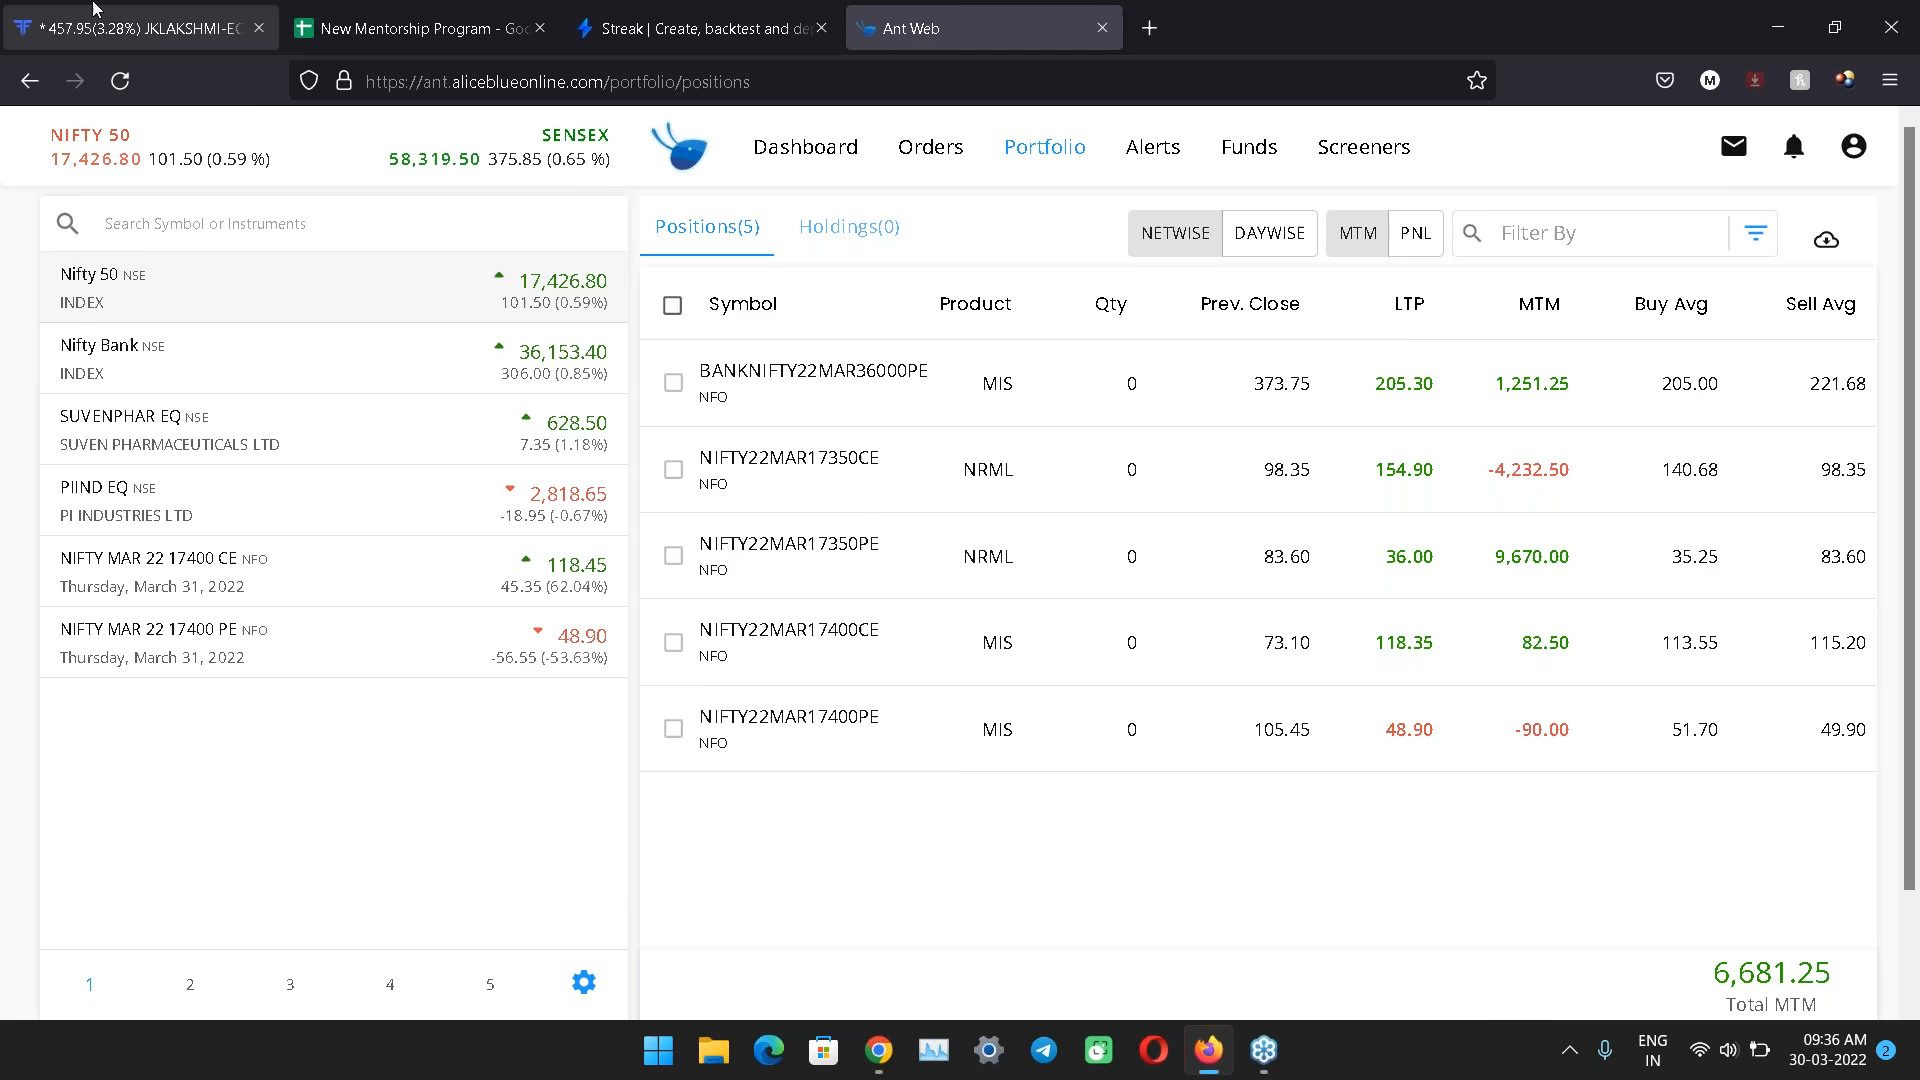 * 457.95(3.28%) JKLAKSHMI-EC
New Mentorship Program - Goo
Streak | Create, backtest and dep
Ant Web
https://ant.aliceblueonline.com/portfolio/positions
NIFTY 50
17,426.80 101.50 (0.59 %)
SENSEX
58,319.50 375.85 (0.65 %)
Dashboard
Orders
Portfolio
Alerts
Funds
Screeners
Search Symbol or Instruments
Nifty 50 NSE
17,426.80
INDEX
101.50 (0.59%)
Nifty Bank NSE
36,153.40
INDEX
306.00 (0.85%)
SUVENPHAR EQ NSE
628.50
SUVEN PHARMACEUTICALS LTD
7.35 (1.18%)
PIIND EQ NSE
2,818.65
PI INDUSTRIES LTD
-18.95 (-0.67%)
NIFTY MAR 22 17400 CE NFO
118.45
Thursday, March 31, 2022
45.35 (62.04%)
NIFTY MAR 22 17400 PE NFO
48.90
Thursday, March 31, 2022
-56.55 (-53.63%)
1 2 3 4 5
Positions(5)
Holdings(0)
NETWISE DAYWISE
MTM PNL
Filter By
Symbol Product Qty Prev. Close LTP MTM Buy Avg Sell Avg
BANKNIFTY22MAR36000PE MIS 0 373.75 205.30 1,251.25 205.00 221.68
NFO
NIFTY22MAR17350CE NRML 0 98.35 154.90 -4,232.50 140.68 98.35
NFO
NIFTY22MAR17350PE NRML 0 83.60 36.00 9,670.00 35.25 83.60
NFO
NIFTY22MAR17400CE MIS 0 73.10 118.35 82.50 113.55 115.20
NFO
NIFTY22MAR17400PE MIS 0 105.45 48.90 -90.00 51.70 49.90
NFO
6,681.25
Total MTM
ENG
IN
09:36 AM
30-03-2022
2